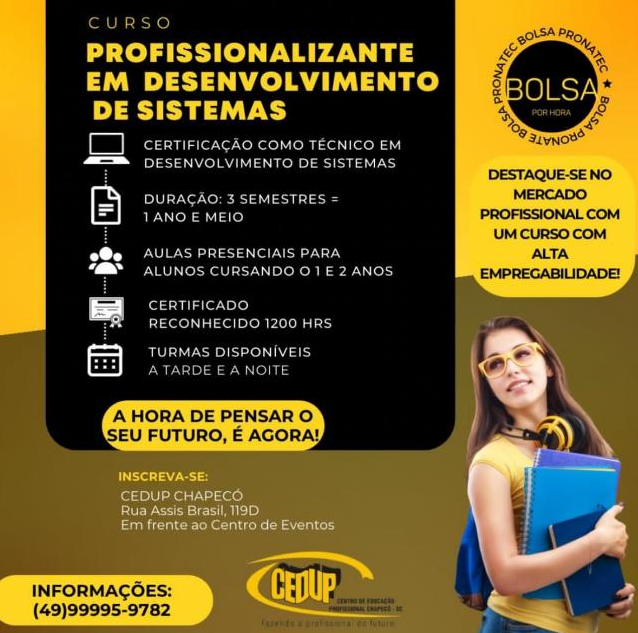 CURSO
PROFISSIONALIZANTE
EM DESENVOLVIMENTO
DE SISTEMAS
CERTIFICAÇÃO COMO TÉCNICO EM
DESENVOLVIMENTO DE SISTEMAS
DURAÇÃO: 3 SEMESTRES =
1 ANO E MEIO
AULAS PRESENCIAIS PARA
ALUNOS CURSANDO O 1 E 2 ANOS
CERTIFICADO
RECONHECIDO 1200 HRS
TURMAS DISPONÍVEIS
A TARDE E A NOITE
A HORA DE PENSAR O
SEU FUTURO, É AGORA!
BOLSA PRONATEC ★ BOLSA PRONATE BOLSA PRONATEC
BOLSA
POR HORA
DESTAQUE-SE NO
MERCADO
PROFISSIONAL COM
UM CURSO COM
ALTA
EMPREGABILIDADE!
INSCREVA-SE:
CEDUP CHAPECÓ
Rua Assis Brasil, 119D
Em frente ao Centro de Eventos
INFORMAÇÕES:
(49)99995-9782
CEDUP
CENTRO DE EDUCAÇÃO
PROFISSIONAL CHAPECÓ - SC
Fazendo o profissional do futuro